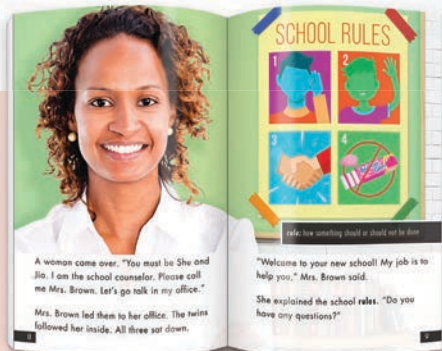 A woman came over. "You must be Shu and
Jia. I am the school counselor. Please call
me Mrs. Brown. Let's go talk in my office."
Mrs. Brown led them to her office. The twins
followed her inside. All three sat down.
8
SCHOOL RULES
1
2
3
4
rule: how something should or should not be done
"Welcome to your new school! My job is to
help you," Mrs. Brown said.
She explained the school rules. "Do you
have any questions?"
9